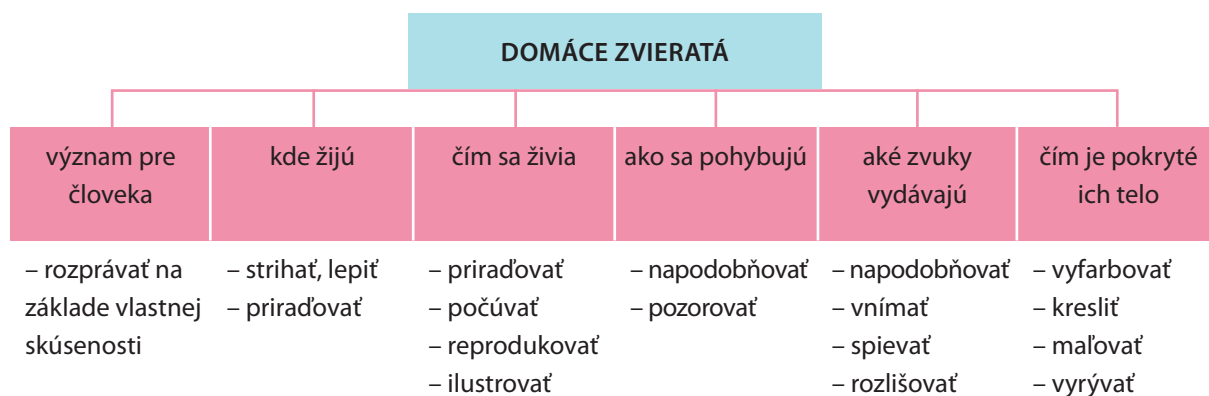 DOMÁCE ZVIERATÁ
význam pre
človeka
kde žijú
čím sa živia
ako sa pohybujú
aké zvuky
vydávajú
čím je pokryté
ich telo
– rozprávať na
základe vlastnej
skúsenosti
– strihať, lepiť
– priraďovať
– priraďovať
– počúvať
– reprodukovať
– ilustrovať
– napodobňovať
– pozorovať
– napodobňovať
– vnímať
– spievať
– rozlišovať
– vyfarbovať
– kresliť
– maľovať
– vyrývať